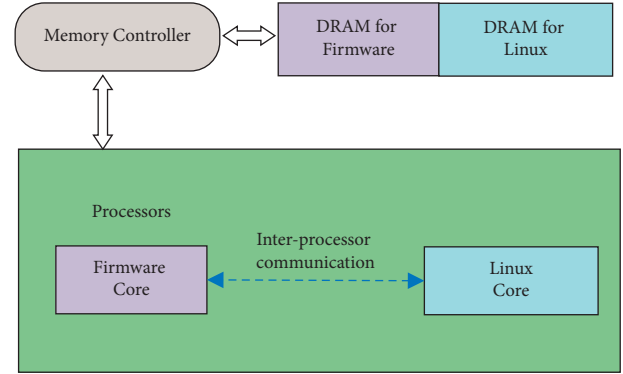 Memory Controller
DRAM for
Firmware
DRAM for
Linux
Processors
Inter-processor
communication
Firmware
Core
Linux
Core